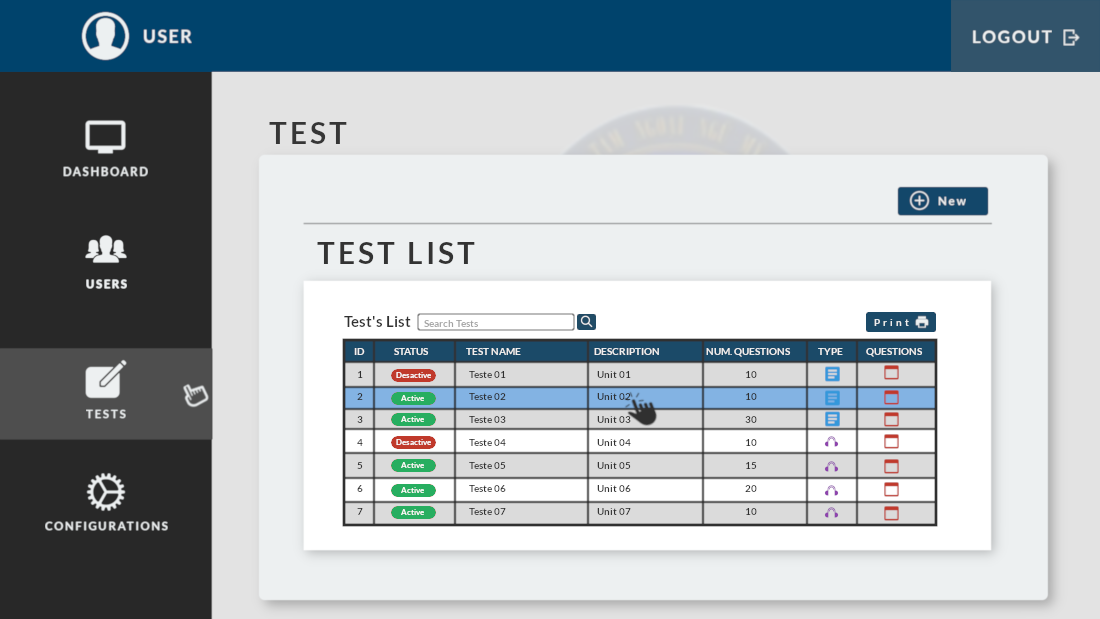 USER
LOGOUT
DASHBOARD
USERS
TESTS
CONFIGURATIONS
TEST
New
TEST LIST
Test's List Search Tests Print
ID STATUS TEST NAME DESCRIPTION NUM. QUESTIONS TYPE QUESTIONS
1 Desactive Teste 01 Unit 01 10
2 Active Teste 02 Unit 02 10
3 Active Teste 03 Unit 03 30
4 Desactive Teste 04 Unit 04 10
5 Active Teste 05 Unit 05 15
6 Active Teste 06 Unit 06 20
7 Active Teste 07 Unit 07 10